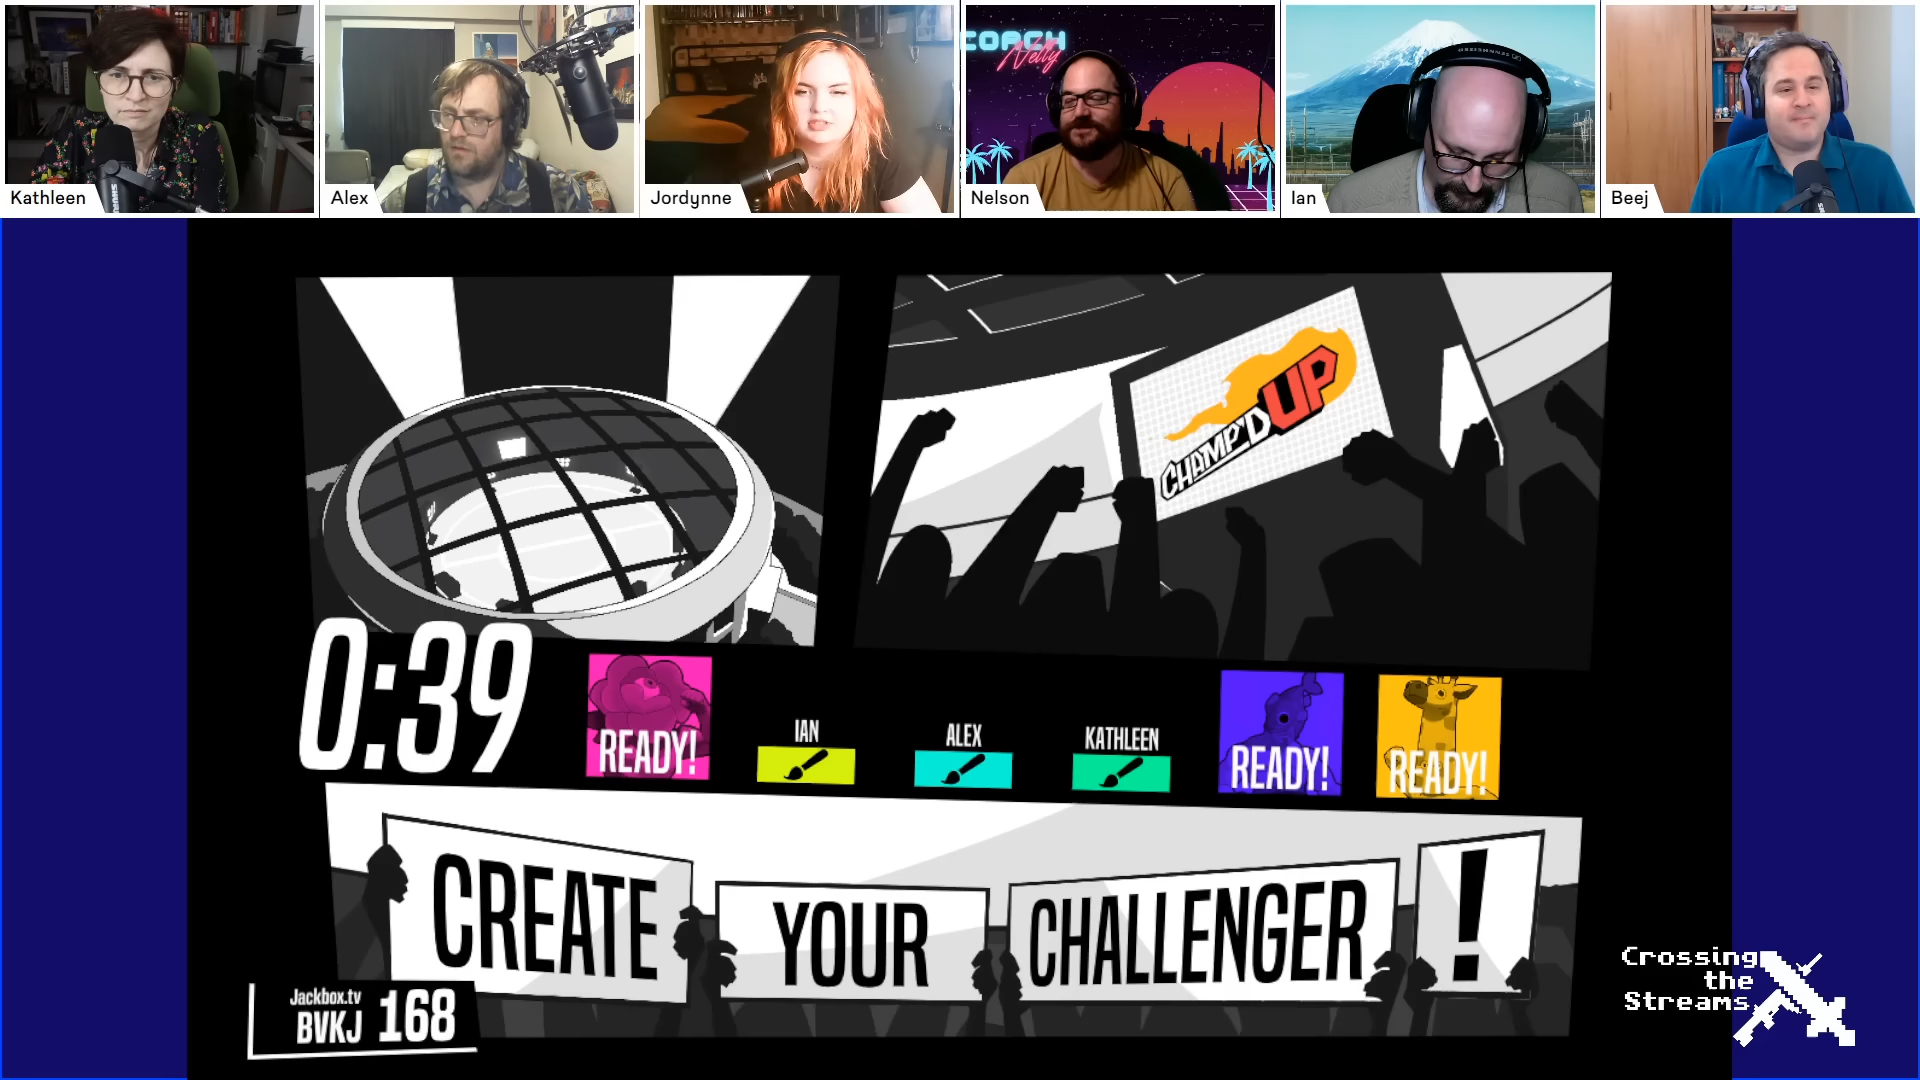 COACH
Nelly
Kathleen
Alex
Jordynne
Nelson
Ian
Beej
CHAMP'D UP
0:39
READY!
IAN
ALEX
KATHLEEN
READY!
READY!
CREATE
YOUR
CHALLENGER
!
Jackbox.tv
BVKJ
168
Crossing
the
Streams